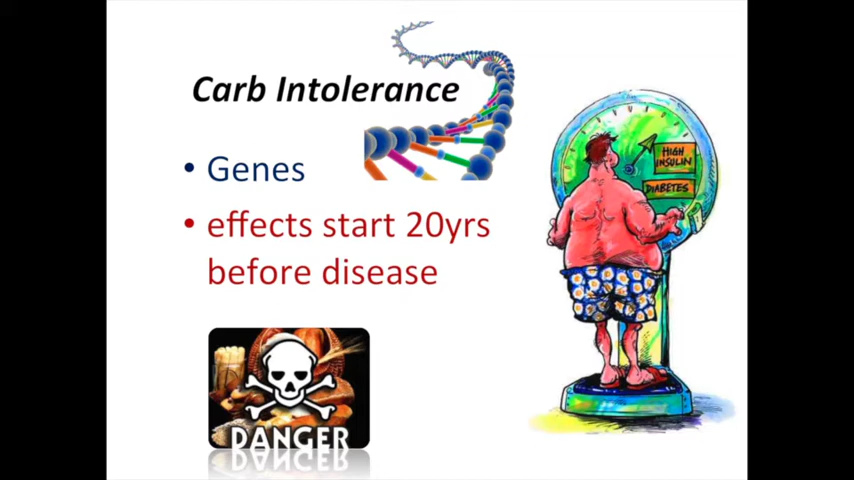 Carb Intolerance
• Genes
• effects start 20yrs
before disease
HIGH
INSULIN
DIABETES
DANGER